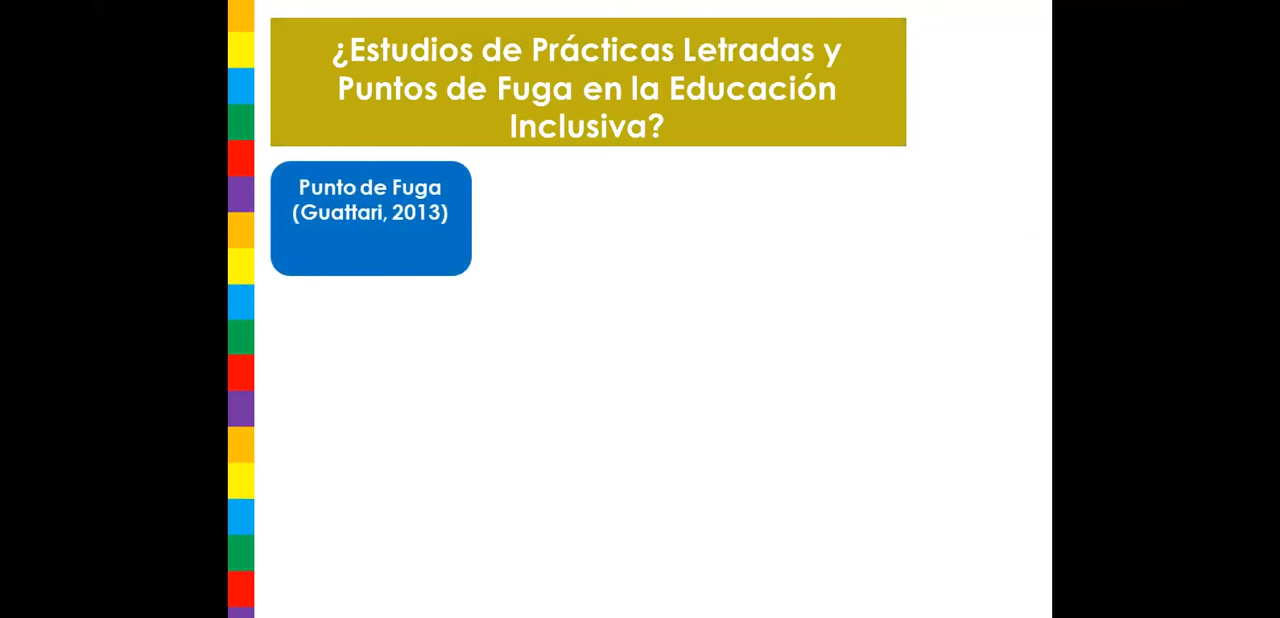 ¿Estudios de Prácticas Letradas y
Puntos de Fuga en la Educación
Inclusiva?
Punto de Fuga
(Guattari, 2013)